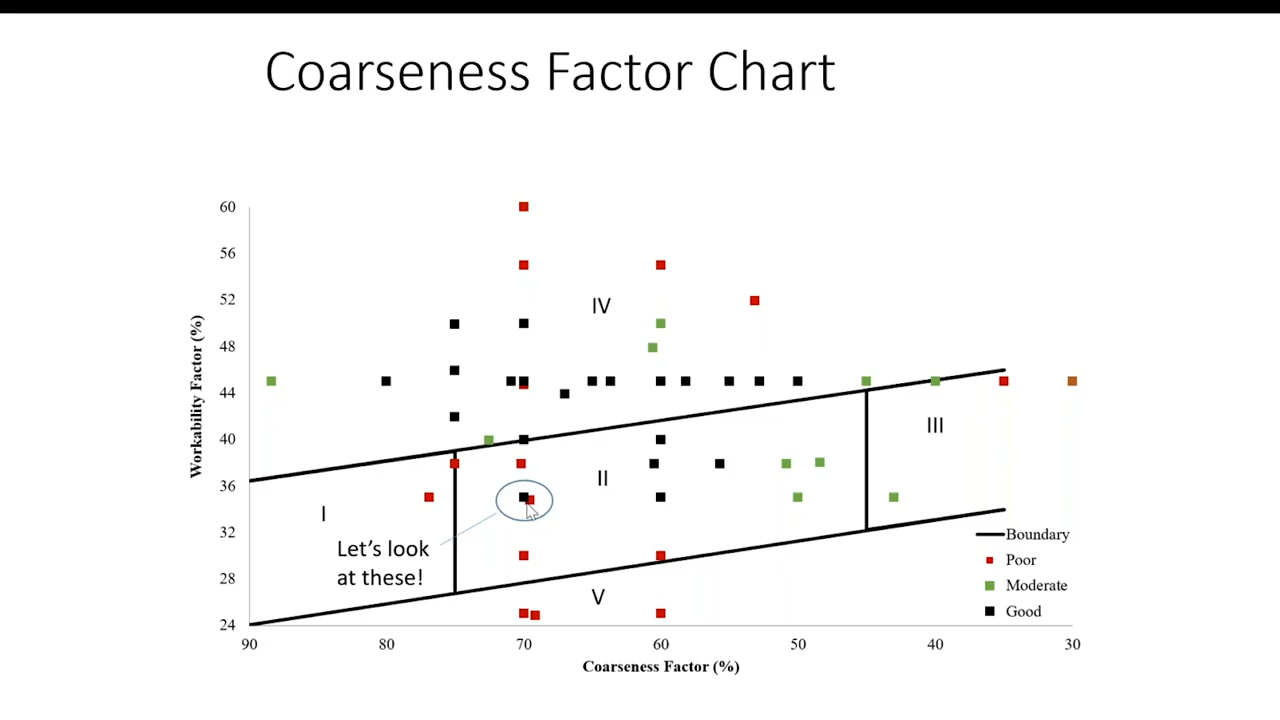 Coarseness Factor Chart
60
56
52
48
44
40
36
32
28
24
Workability Factor (%)
IV
III
II
I
V
Let's look
at these!
Boundary
Poor
Moderate
Good
90 80 70 60 50 40 30
Coarseness Factor (%)